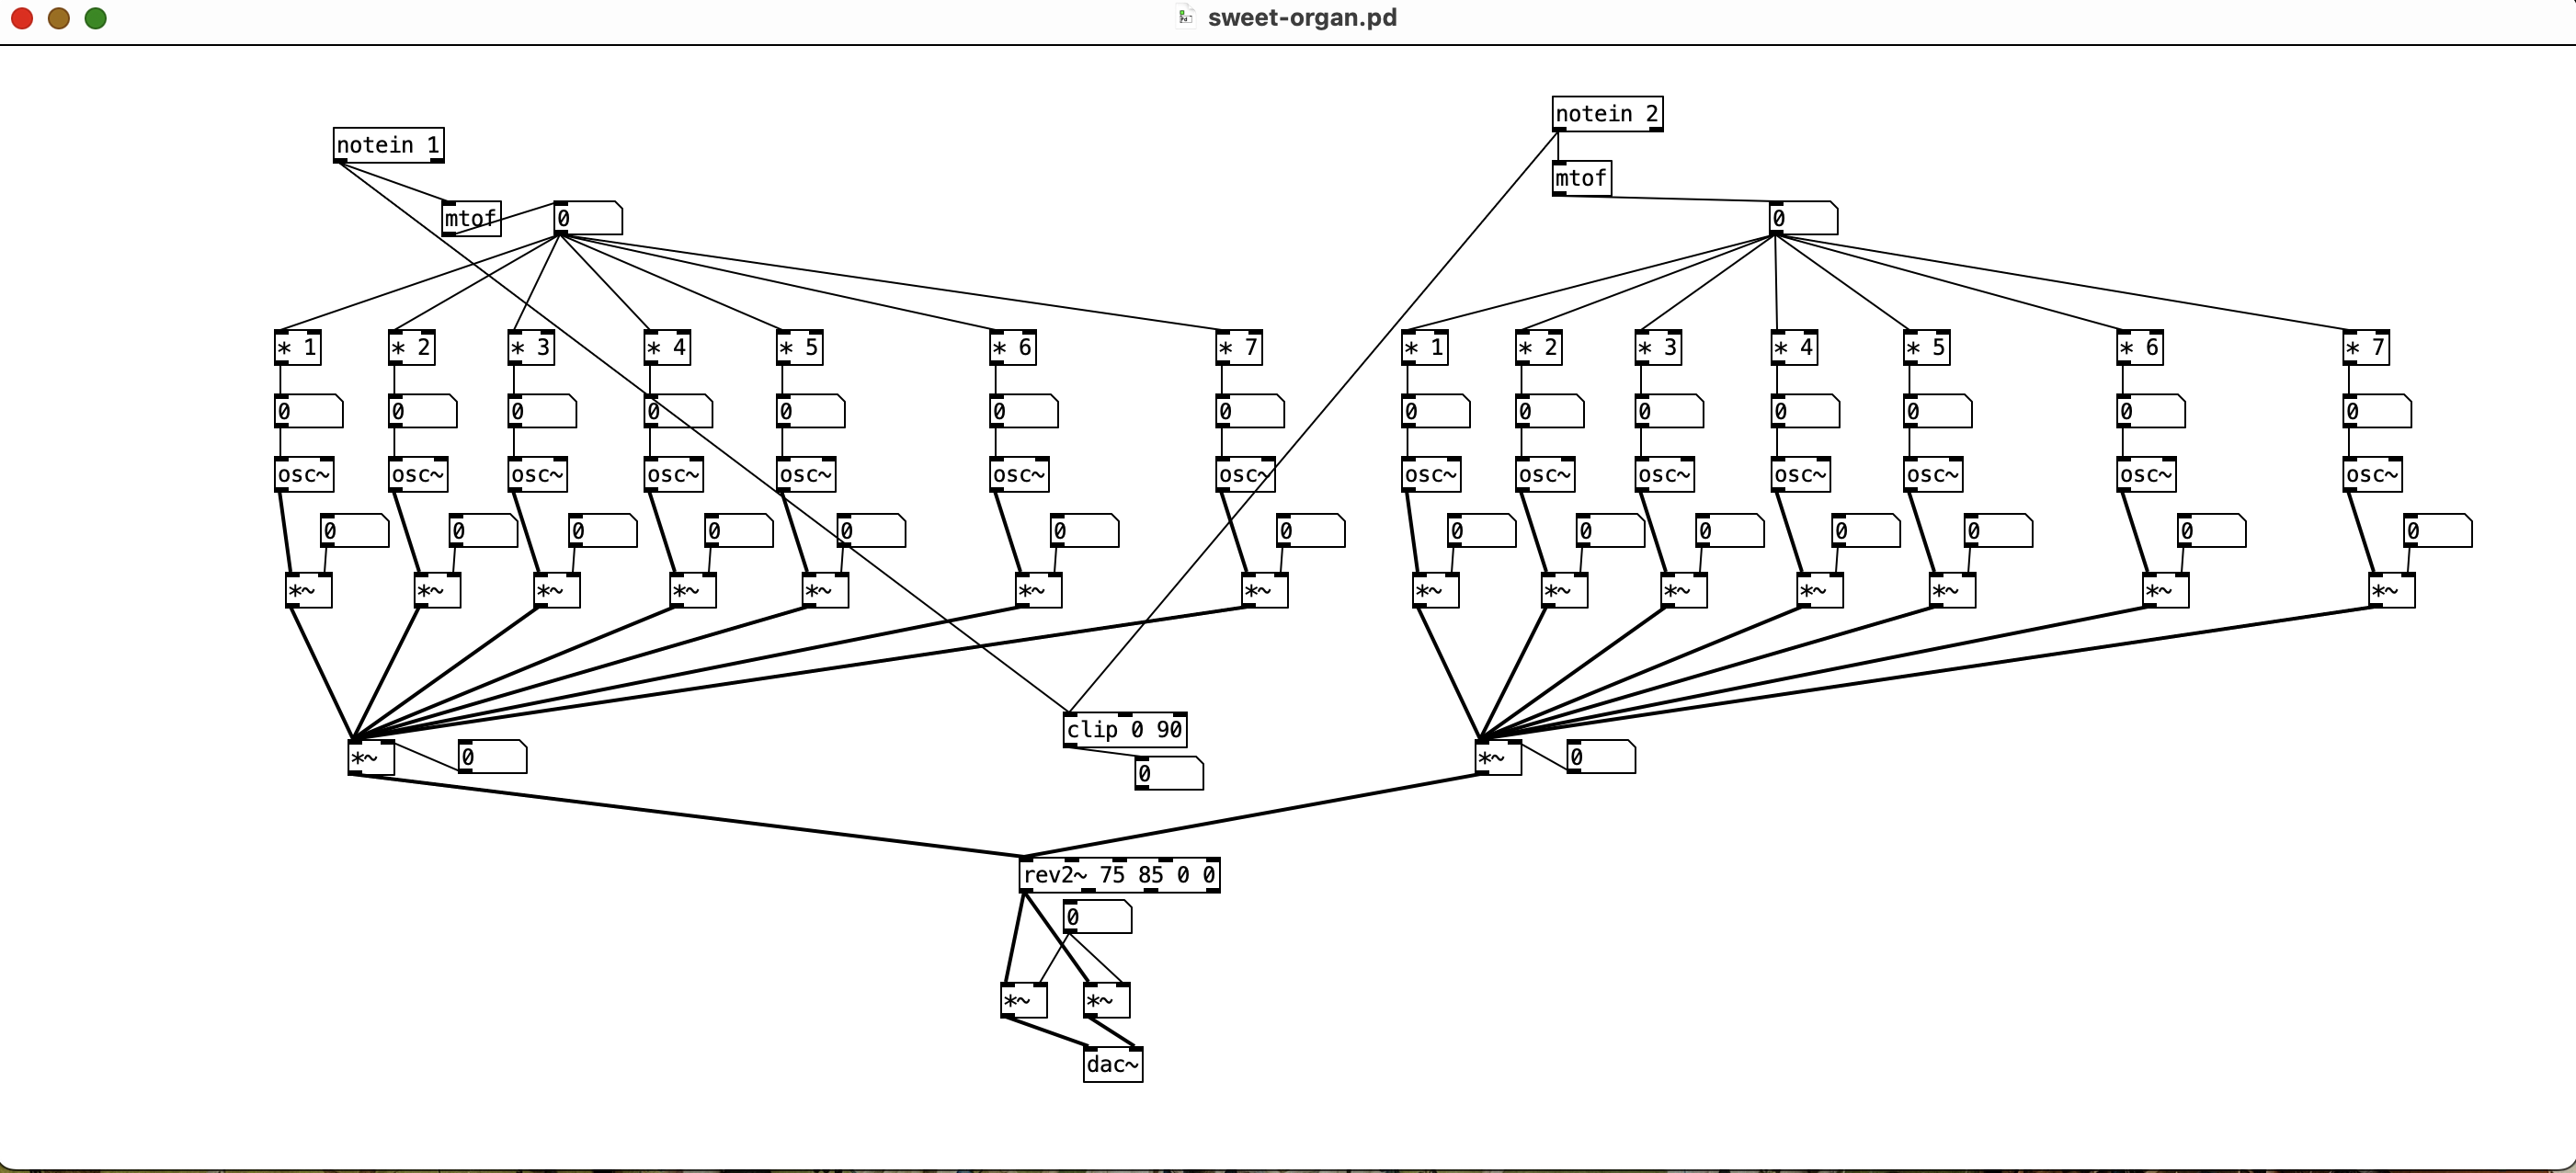 sweet-organ.pd
notein 2
notein 1
mtof
mtof 0 0
* 1 * 2 * 3 * 4 * 5 * 6 * 7 * 1 * 2 * 3 * 4 * 5 * 6 * 7
0 0 0 0 0 0 0 0 0 0 0 0 0 0
osc~ osc~ osc~ osc~ osc~ osc~ osc~ osc~ osc~ osc~ osc~ osc~ osc~ osc~
0 0 0 0 0 0 0 0 0 0 0 0 0 0
*~ *~ *~ *~ *~ *~ *~ *~ *~ *~ *~ *~ *~ *~
clip 0 90
*~ 0 *~ 0
0
rev2~ 75 85 0 0
0
*~ *~
dac~